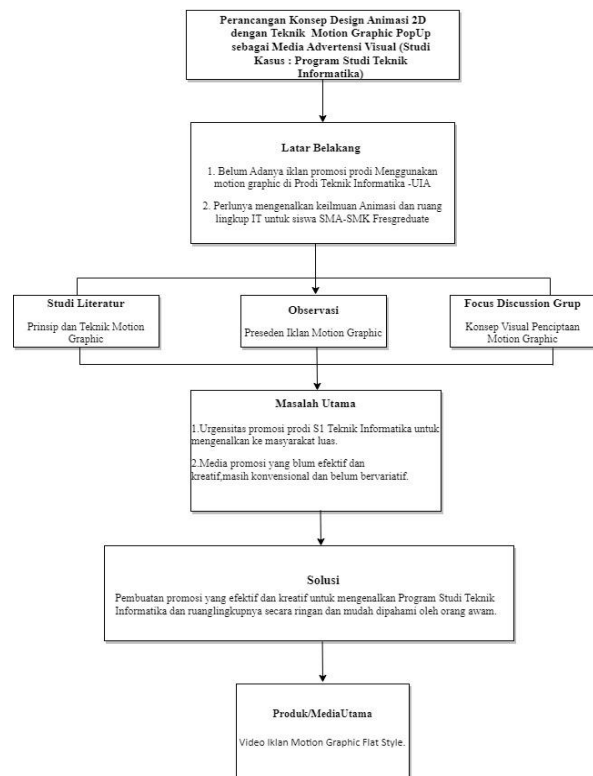 Perancangan Konsep Design Animasi 2D
dengan Teknik Motion Graphic PopUp
sebagai Media Advertensi Visual (Studi
Kasus : Program Studi Teknik
Informatika)
Latar Belakang
1. Belum Adanya iklan promosi prodi Menggunakan
motion graphic di Prodi Teknik Informatika -UIA
2. Perlunya mengenalkan keilmuan Animasi dan ruang
lingkup IT untuk siswa SMA-SMK Fresgreduate
Studi Literatur
Prinsip dan Teknik Motion
Graphic
Observasi
Preseden Iklan Motion Graphic
Focus Discussion Grup
Konsep Visual Penciptaan
Motion Graphic
Masalah Utama
1.Urgensitas promosi prodi S1 Teknik Informatika untuk
mengenalkan ke masyarakat luas.
2.Media promosi yang blum efektif dan
kreatif,masih konvensional dan belum bervariatif.
Solusi
Pembuatan promosi yang efektif dan kreatif untuk mengenalkan Program Studi Teknik
Informatika dan ruanglingkupnya secara ringan dan mudah dipahami oleh orang awam.
Produk/MediaUtama
Video Iklan Motion Graphic Flat Style.